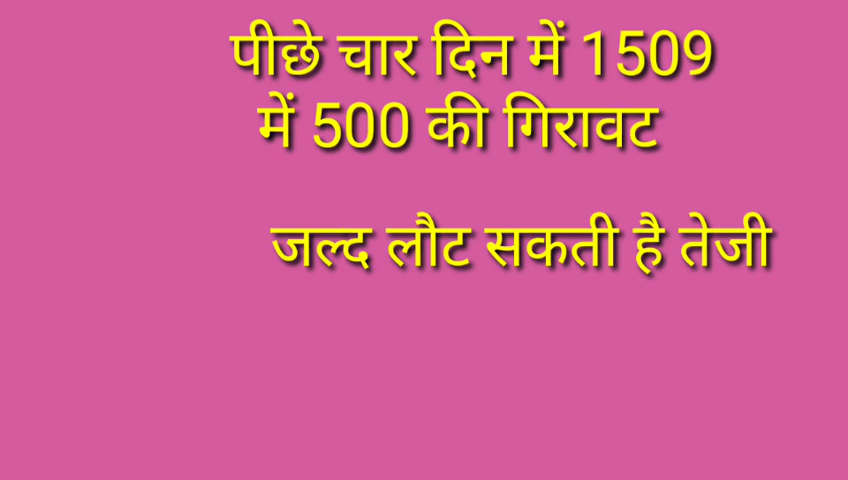 पीछे चार दिन में 1509
में 500 की गिरावट
जल्द लौट सकती है तेजी